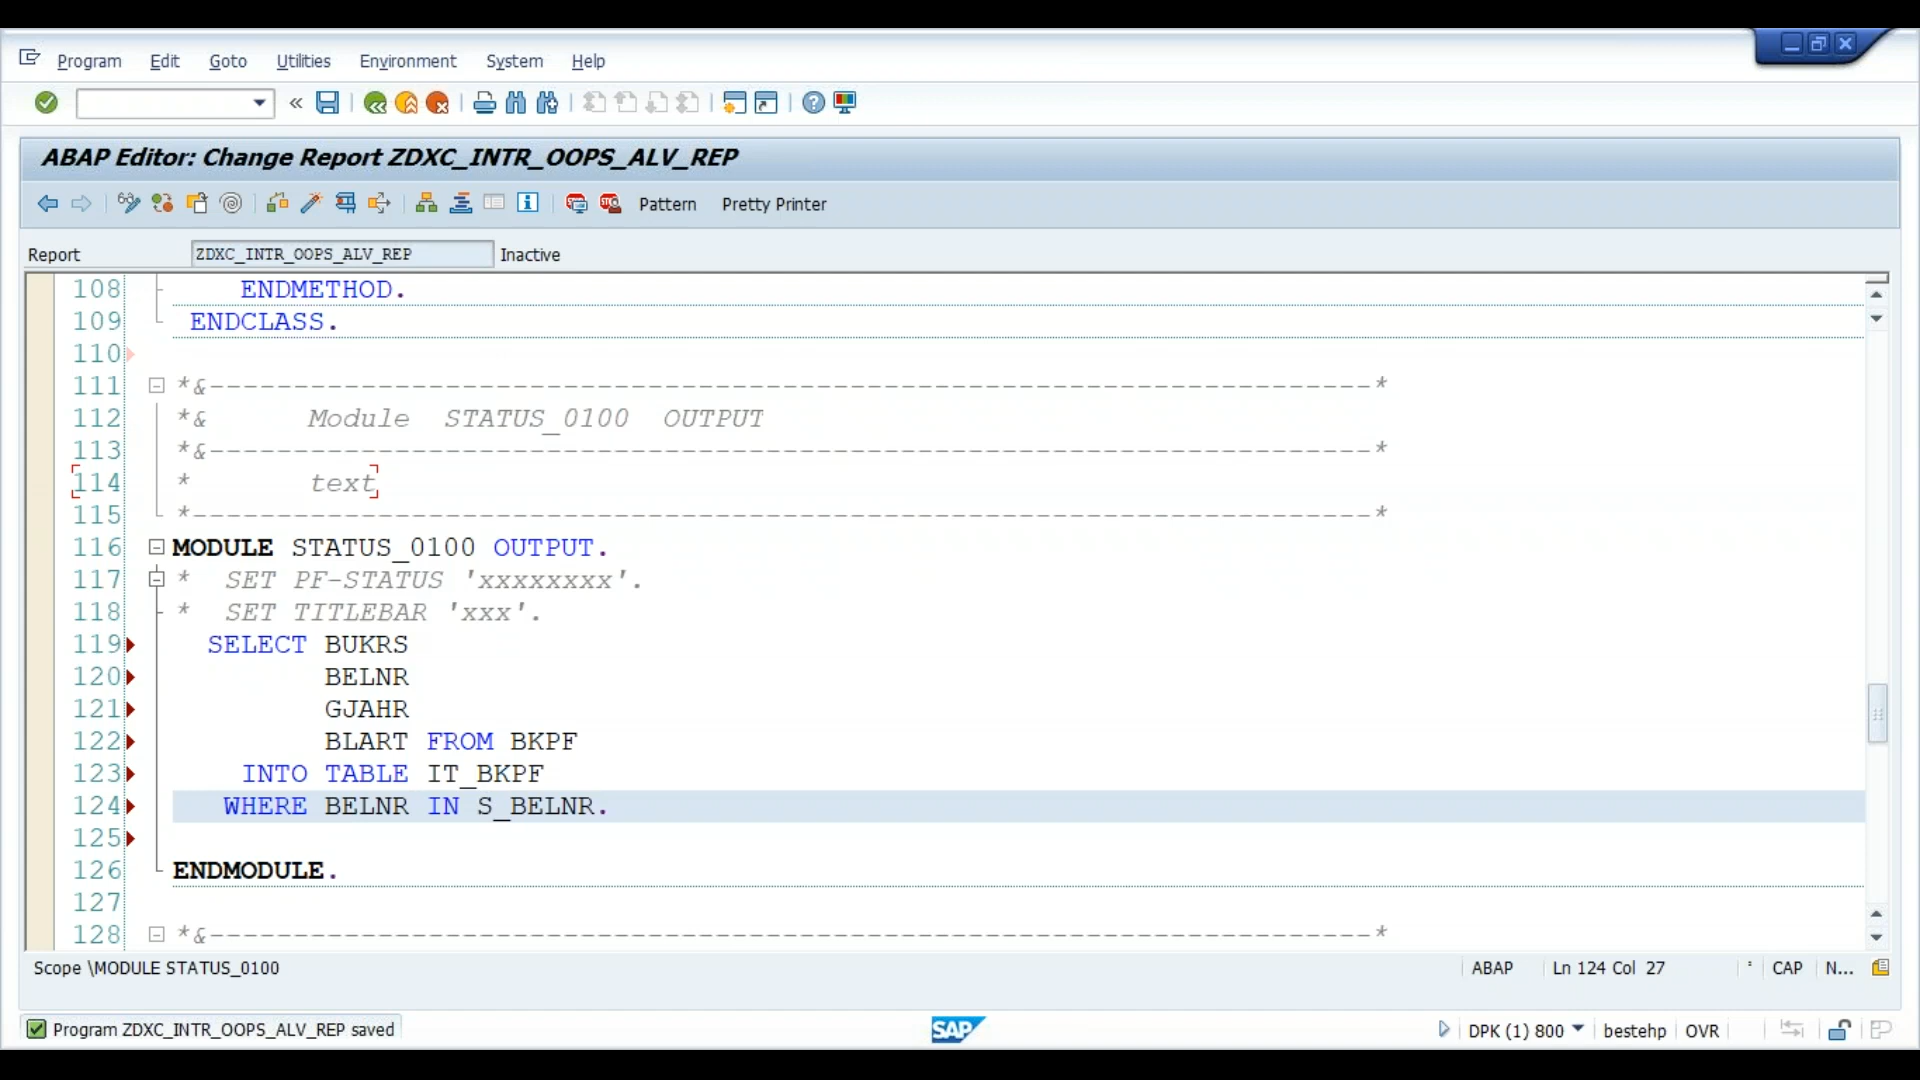 Program Edit Goto Utilities Environment System Help
ABAP Editor: Change Report ZDXC_INTR_OOPS_ALV_REP
Pattern Pretty Printer
Report ZDXC_INTR_OOPS_ALV_REP Inactive
108 ENDMETHOD.
109 ENDCLASS.
110
111 *&---------------------------------------------------------------------*
112 *& Module STATUS_0100 OUTPUT
113 *&---------------------------------------------------------------------*
114 * text
115 *----------------------------------------------------------------------*
116 MODULE STATUS_0100 OUTPUT.
117 * SET PF-STATUS 'xxxxxxxx'.
118 * SET TITLEBAR 'xxx'.
119 SELECT BUKRS
120 BELNR
121 GJAHR
122 BLART FROM BKPF
123 INTO TABLE IT_BKPF
124 WHERE BELNR IN S_BELNR.
125
126 ENDMODULE.
127
128 *&---------------------------------------------------------------------*
Scope \MODULE STATUS_0100 ABAP Ln 124 Col 27 * CAP N...
Program ZDXC_INTR_OOPS_ALV_REP saved SAP DPK (1) 800 bestehp OVR